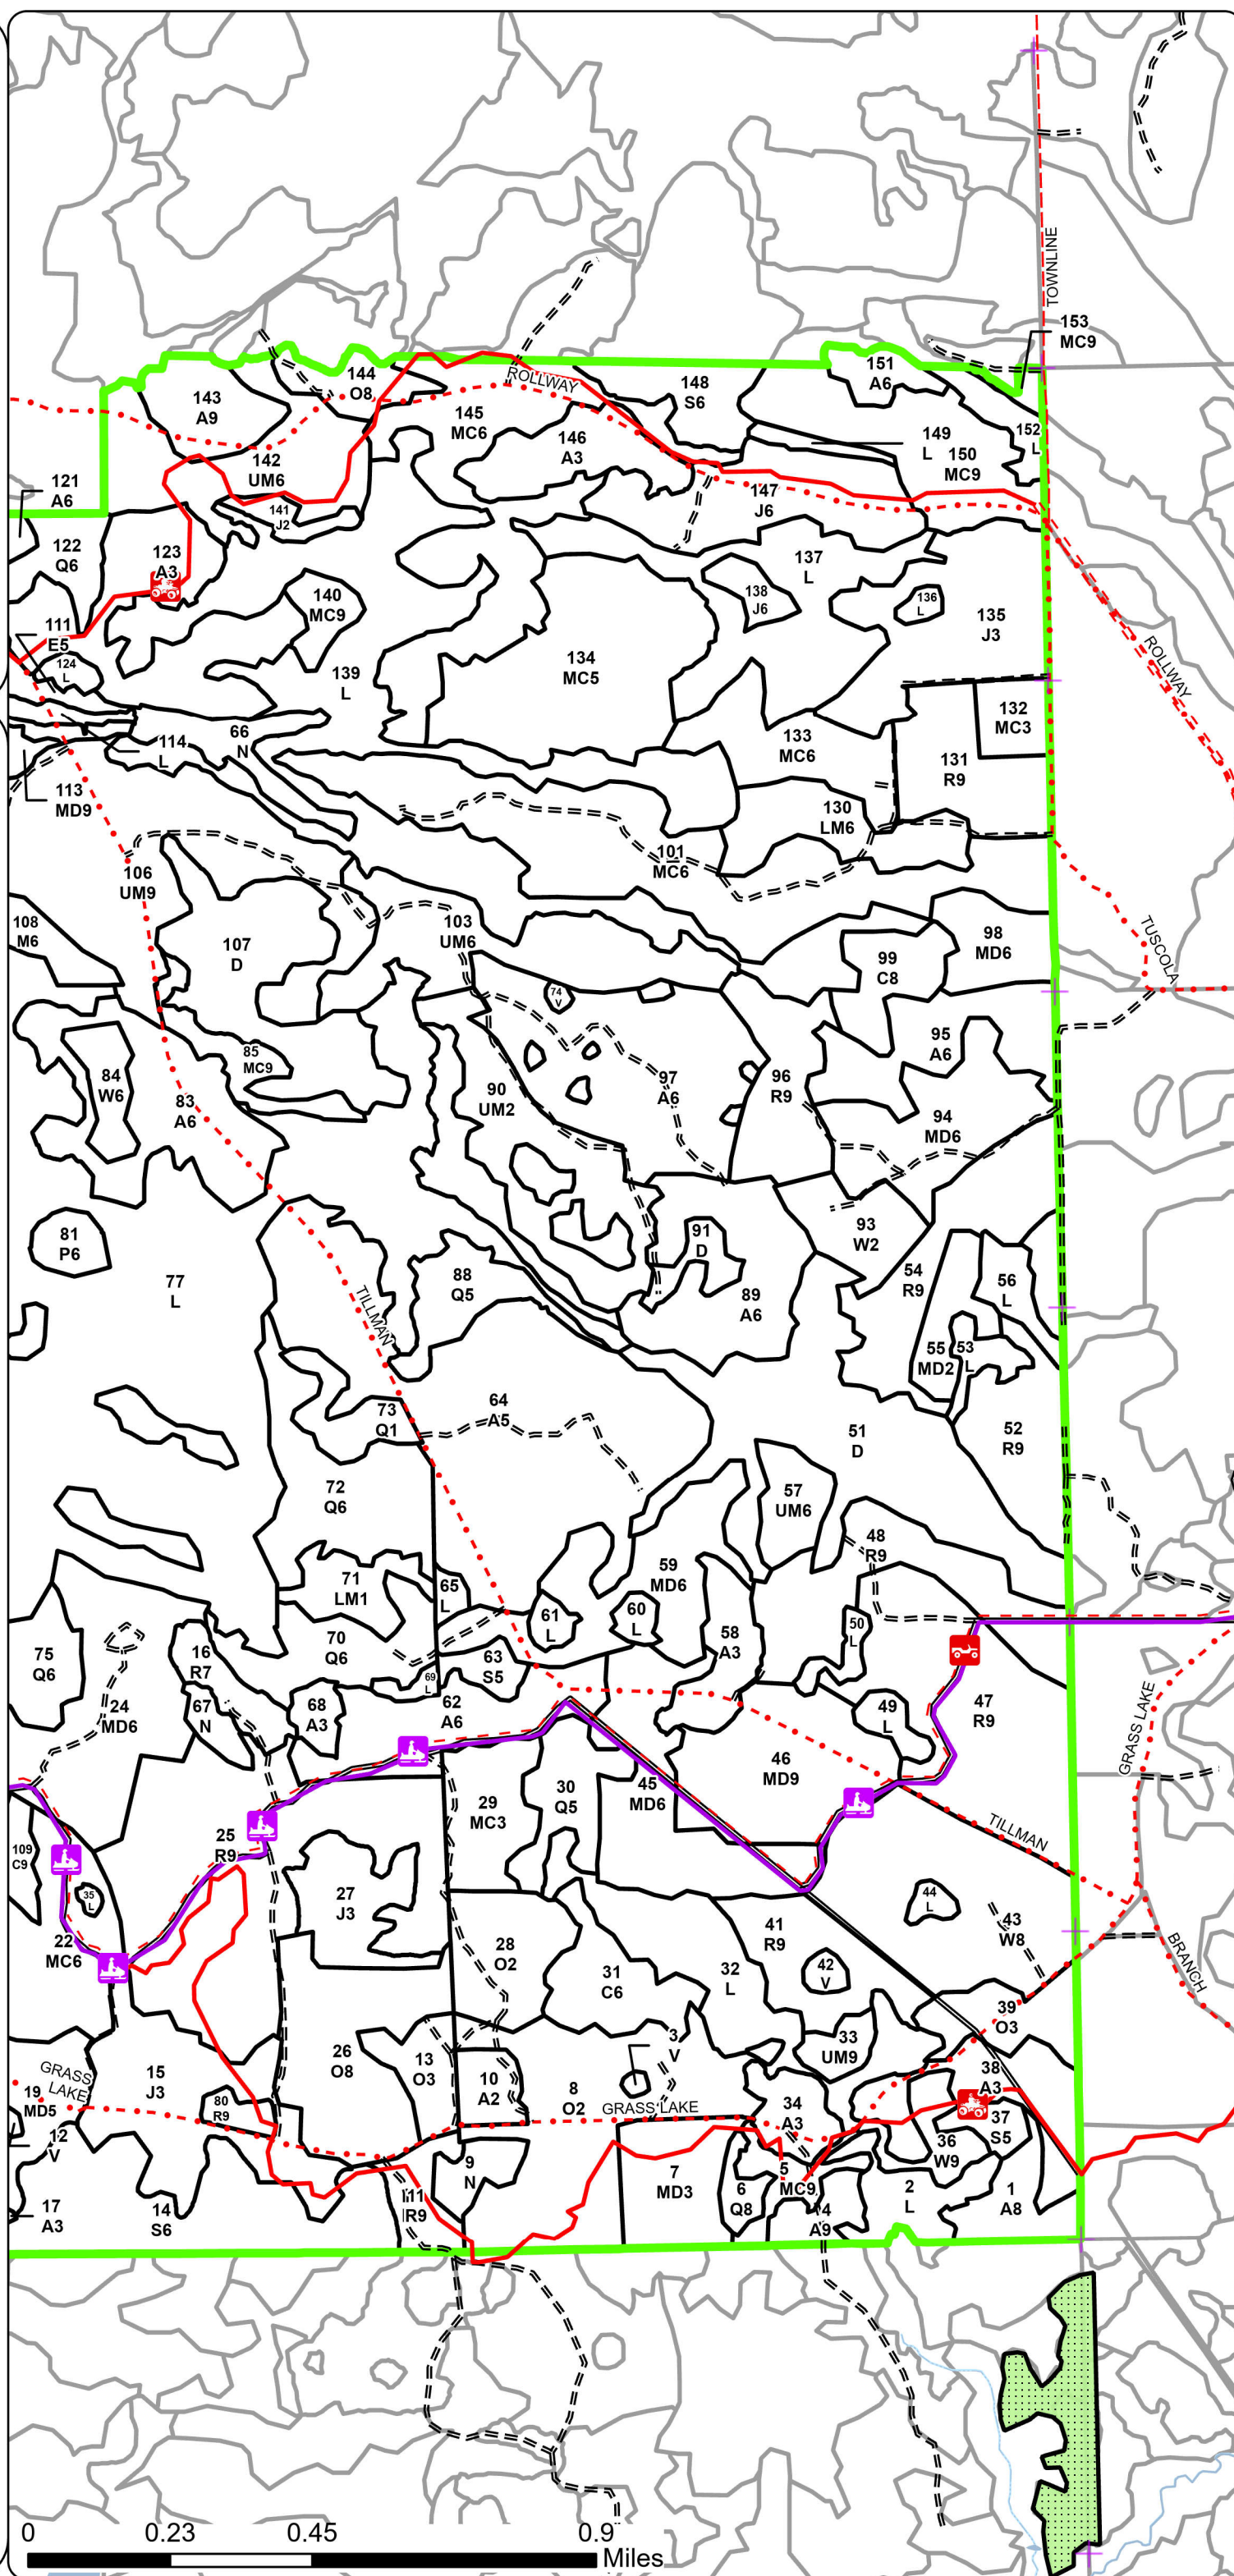 TOWNLINE
153
MC9
151
A6
144
O8
ROLLWAY
148
S6
143
A9
145
MC6
146
A3
149
L
150
MC9
152
L
142
UM6
121
A6
141
J2
147
J6
122
Q6
123
A3
137
L
138
J6
136
L
140
MC9
135
J3
111
E5
124
L
134
MC5
139
L
ROLLWAY
132
MC3
66
N
133
MC6
114
L
131
R9
113
MD9
130
LM6
101
MC6
106
UM9
108
M6
107
D
103
UM6
98
MD6
TUSCOLA
99
C8
74
V
95
A6
85
MC9
84
W6
83
A6
90
UM2
97
A6
96
R9
94
MD6
81
P6
91
D
93
W2
77
L
88
Q5
54
R9
56
L
89
A6
TILLMAN
55
MD2
53
L
73
Q1
64
A5
51
D
52
R9
72
Q6
57
UM6
48
R9
71
LM1
65
L
59
MD6
61
L
60
L
58
A3
50
L
75
Q6
16
R7
70
Q6
63
S5
69
L
24
MD6
67
N
68
A3
62
A6
49
L
47
R9
GRASS LAKE
46
MD9
45
MD6
30
Q5
29
MC3
TILLMAN
25
R9
109
C9
35
L
27
J3
44
L
22
MC6
28
O2
41
R9
43
W8
BRANCH
31
C6
32
L
42
V
39
O3
33
UM9
3
V
26
O8
13
O3
15
J3
GRASS
LAKE
38
A3
10
A2
8
O2
19
MD5
80
R9
GRASS LAKE
34
A3
37
S5
12
V
36
W9
9
N
7
MD3
5
MC9
6
Q8
2
L
1
A8
11
R9
4
A9
17
A3
14
S6
0 0.23 0.45 0.9
Miles